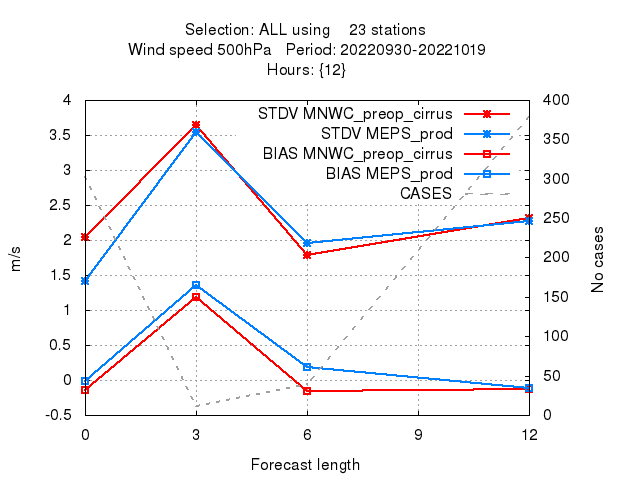 Selection: ALL using 23 stations
Wind speed 500hPa Period: 20220930-20221019
Hours: {12}
STDV MNWC_preop_cirrus
STDV MEPS_prod
BIAS MNWC_preop_cirrus
BIAS MEPS_prod
CASES
4
3.5
3
2.5
2
1.5
1
0.5
0
-0.5
m/s
400
350
300
250
200
150
100
50
0
No cases
0 3 6 9 12
Forecast length